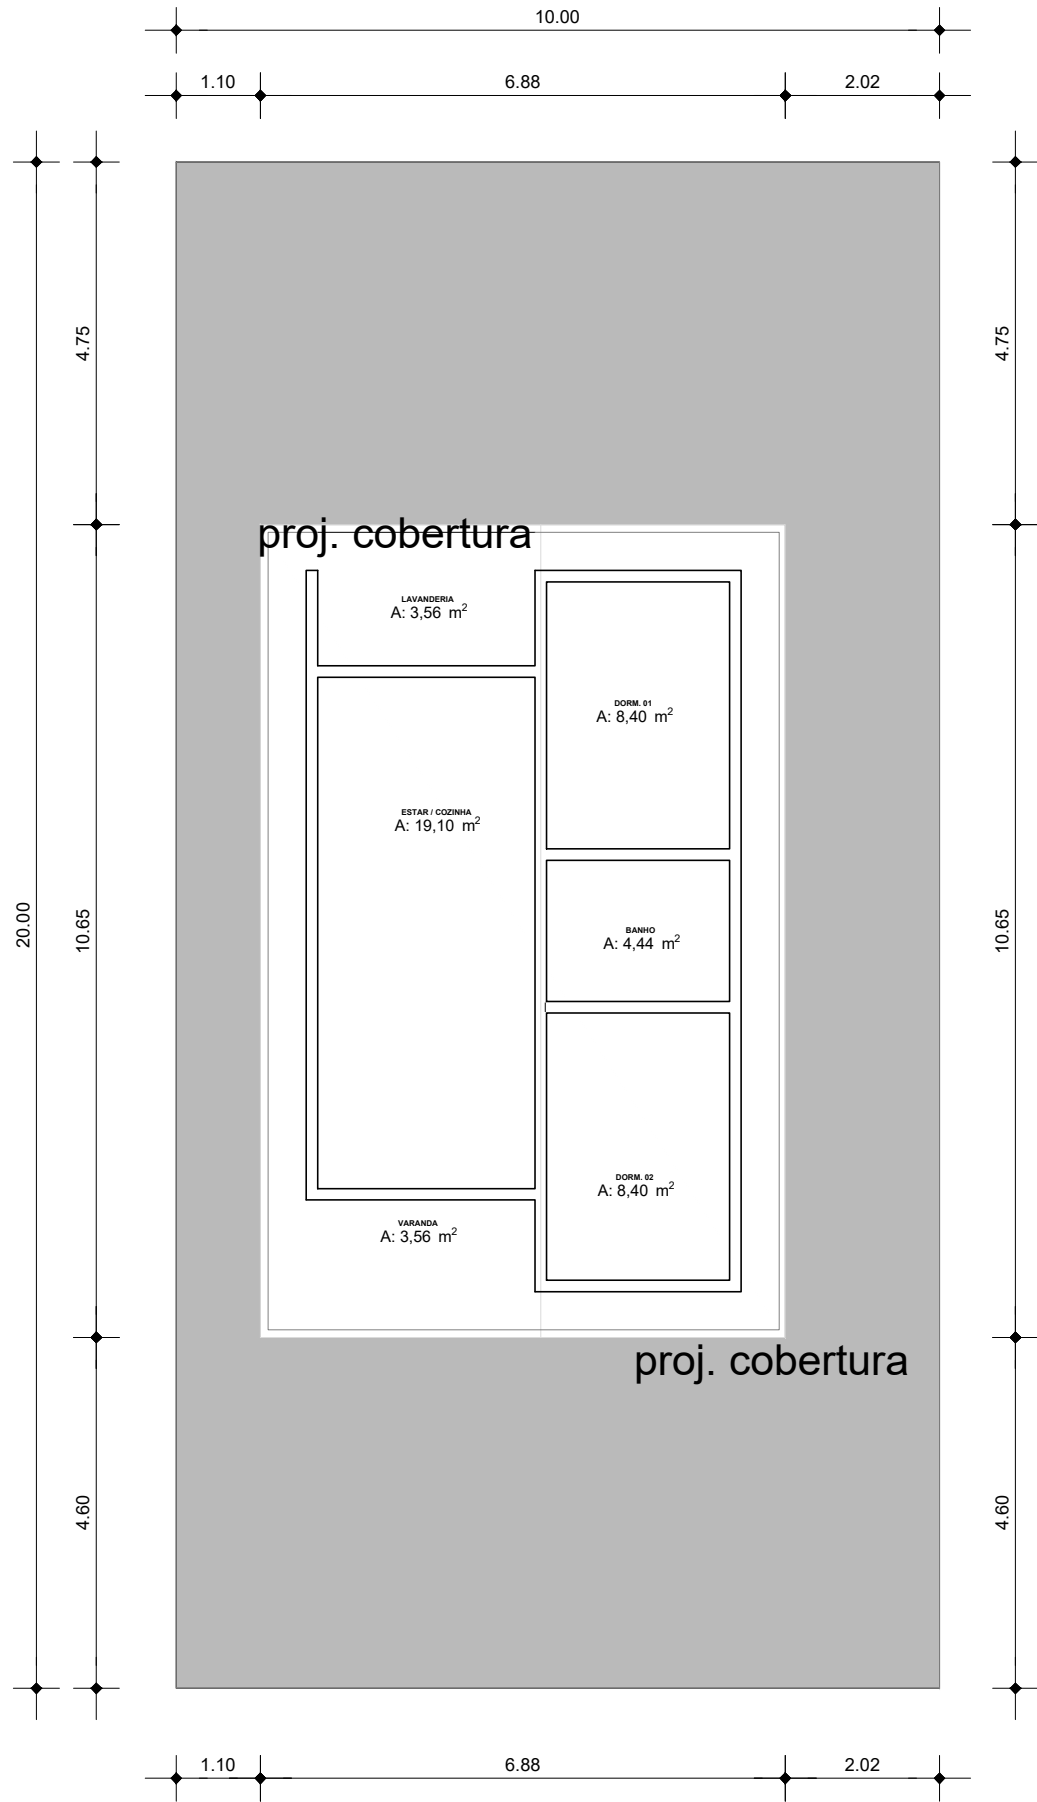 10.00
1.10
6.88
2.02
4.75
4.75
proj. cobertura
LAVANDERIA
A: 3,56 m²
DORM. 01
A: 8,40 m²
ESTAR / COZINHA
A: 19,10 m²
20.00
10.65
BANHO
A: 4,44 m²
10.65
DORM. 02
A: 8,40 m²
VARANDA
A: 3,56 m²
proj. cobertura
4.60
4.60
1.10
6.88
2.02